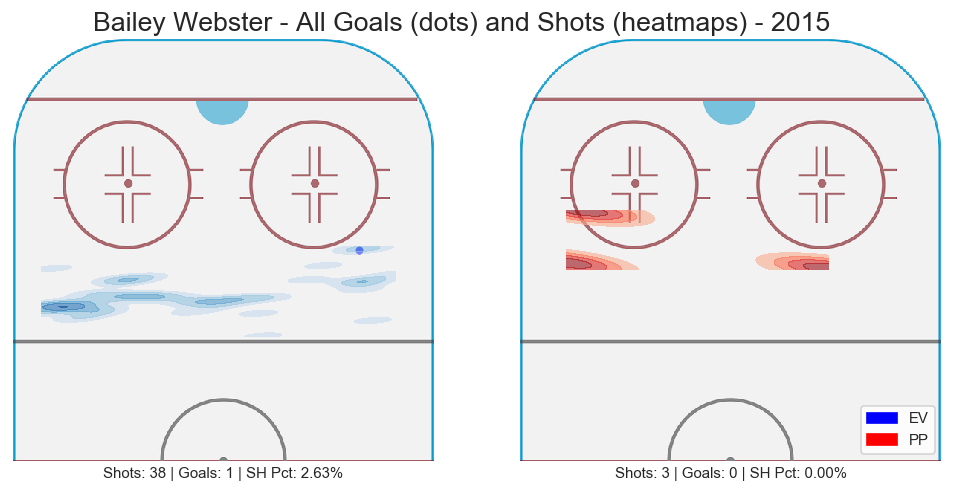 Bailey Webster - All Goals (dots) and Shots (heatmaps) - 2015
EV
PP
Shots: 38 | Goals: 1 | SH Pct: 2.63%
Shots: 3 | Goals: 0 | SH Pct: 0.00%